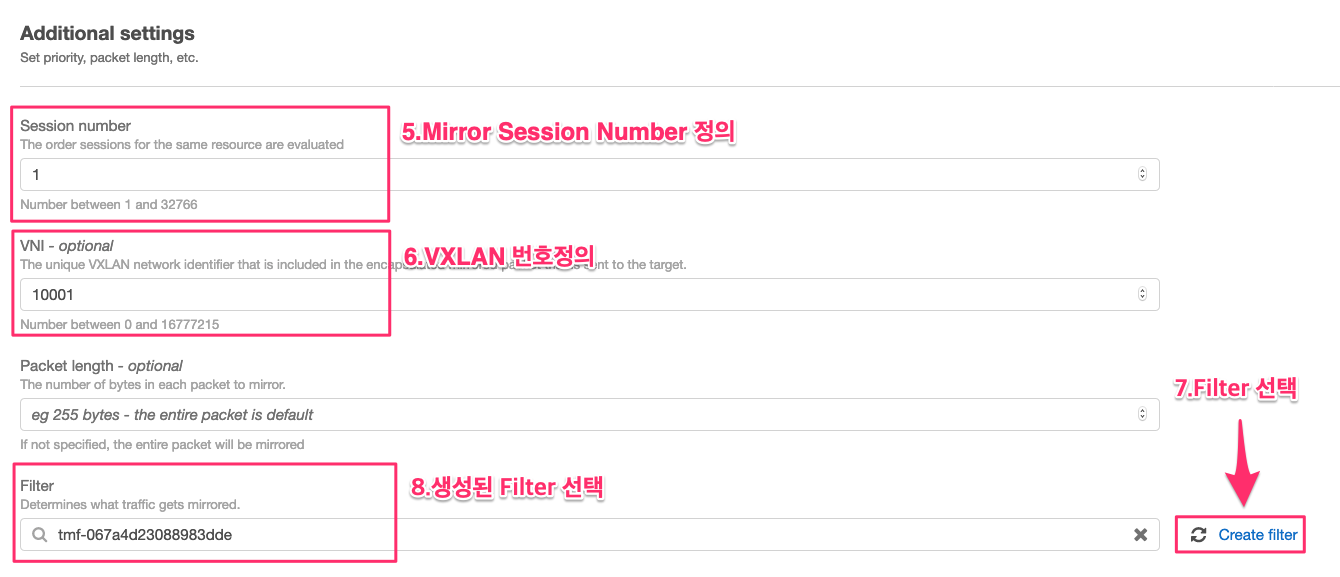 Additional settings
Set priority, packet length, etc.
Session number
5.Mirror Session Number 정의
The order sessions for the same resource are evaluated
1
Number between 1 and 32766
VNI - optional
6.VXLAN 번호정의
The unique VXLAN network identifier that is included in the sent to the target.
10001
Number between 0 and 16777215
Packet length - optional
The number of bytes in each packet to mirror.
7.Filter 선택
eg 255 bytes - the entire packet is default
If not specified, the entire packet will be mirrored
Filter
8.생성된 Filter 선택
Determines what traffic gets mirrored.
tmf-067a4d23088983dde
Create filter